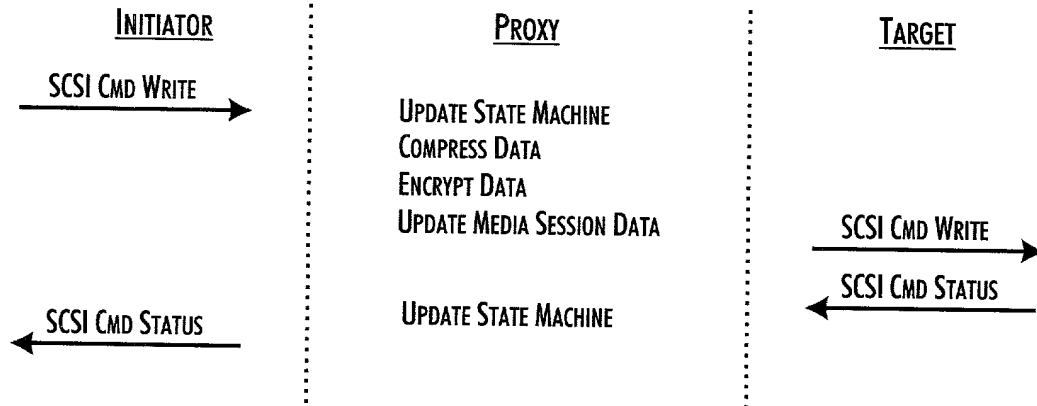 INITIATOR
PROXY
TARGET
SCSI CMD WRITE
UPDATE STATE MACHINE
COMPRESS DATA
ENCRYPT DATA
UPDATE MEDIA SESSION DATA
SCSI CMD WRITE
SCSI CMD STATUS
UPDATE STATE MACHINE
SCSI CMD STATUS